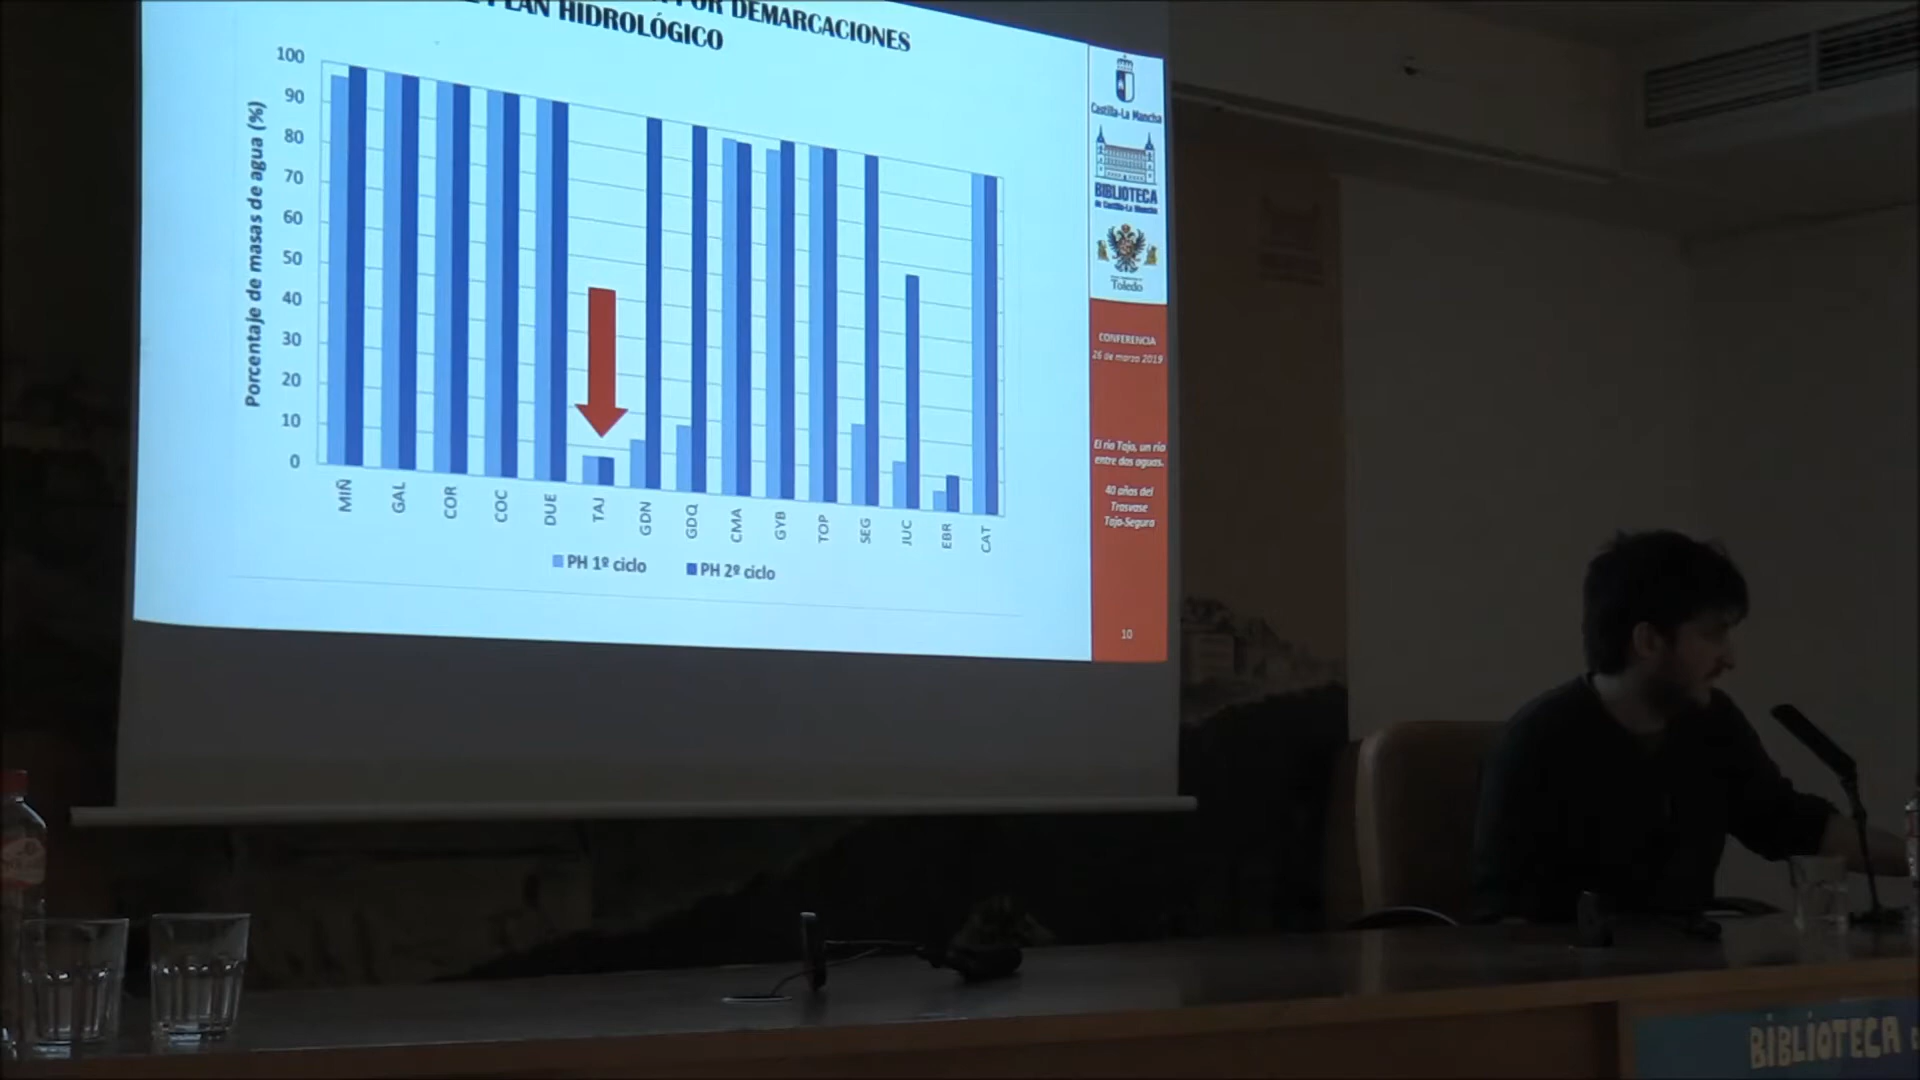 POR DEMARCACIONES
PLAN HIDROLÓGICO
Porcentaje de masas de agua (%)
100
90
80
70
60
50
40
30
20
10
0
MIÑ
GAL
COR
COC
DUE
TAJ
GDN
GDQ
CMA
GYB
TOP
SEG
JUC
EBR
CAT
PH 1º ciclo
PH 2º ciclo
Castilla-La Mancha
BIBLIOTECA
de Castilla-La Mancha
Toledo
CONFERENCIA
26 de marzo 2019
El río Tajo, un río
entre dos aguas.
40 años del
Trasvase
Tajo-Segura
10
BIBLIOTECA